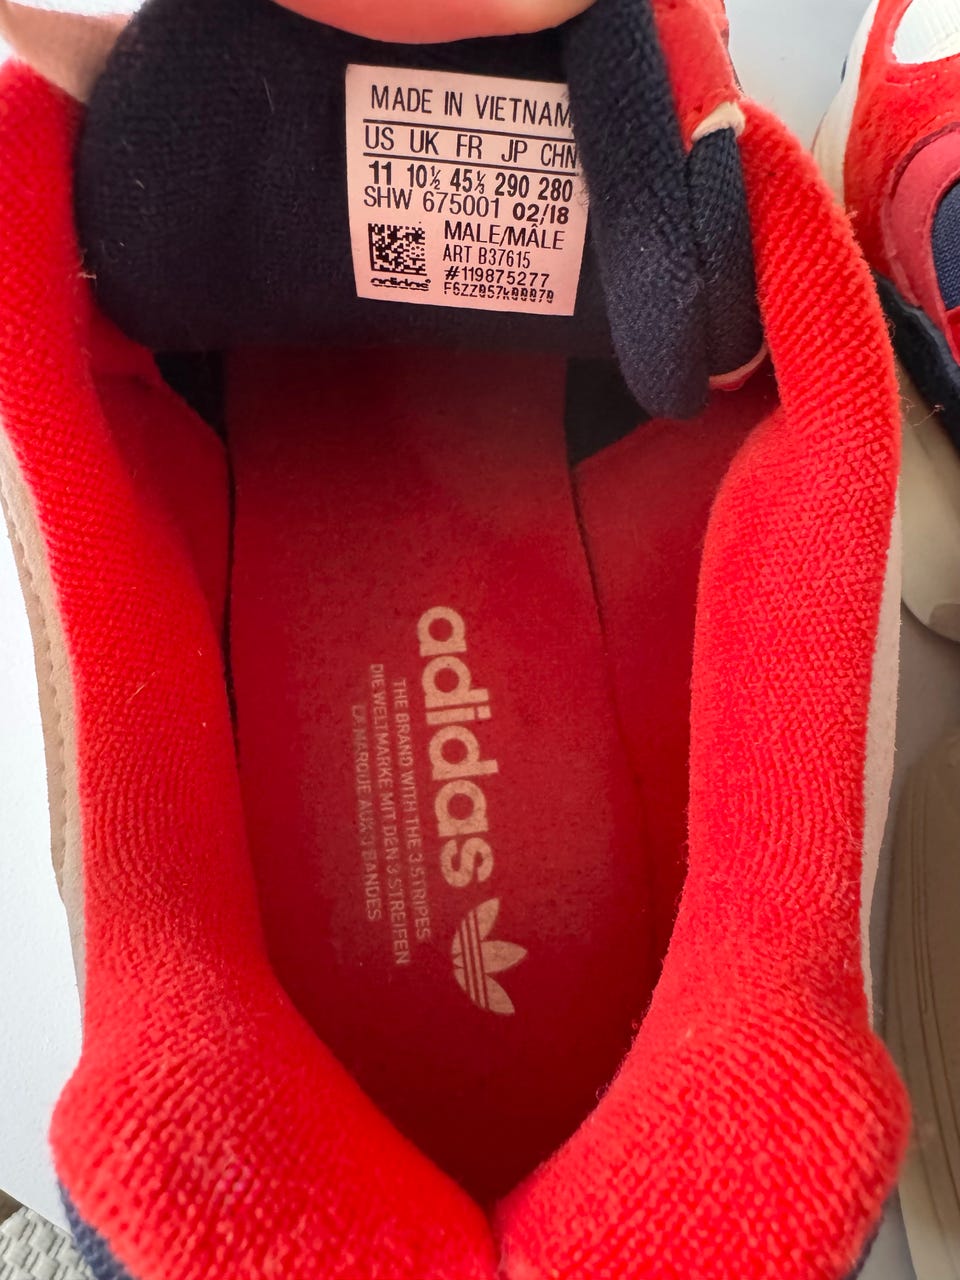 MADE IN VIETNAM
US UK FR JP CHN
11 10½ 45⅓ 290 280
SHW 675001 02/18
MALE/MÂLE
ART B37615
#119875277
adidas
adidas
THE BRAND WITH THE 3 STRIPES
DIE WELTMARKE MIT DEN 3 STREIFEN
LA MARQUE AUX 3 BANDES